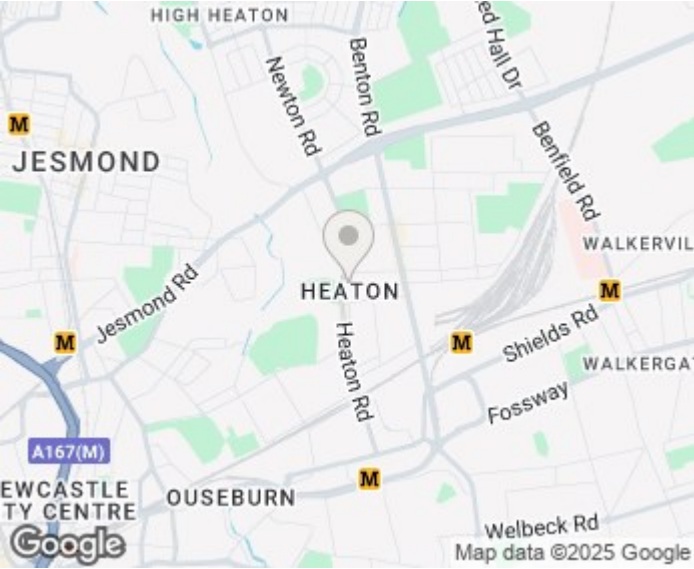 HIGH HEATON
Benton Rd
ed Hall Dr
Newton Rd
M
JESMOND
Benfield Rd
WALKERVIL
HEATON
M
Jesmond Rd
M
M
Shields Rd
Heaton Rd
WALKERGA
Fossway
A167(M)
M
EWCASTLE
TY CENTRE
OUSEBURN
Welbeck Rd
Google
Map data ©2025 Google